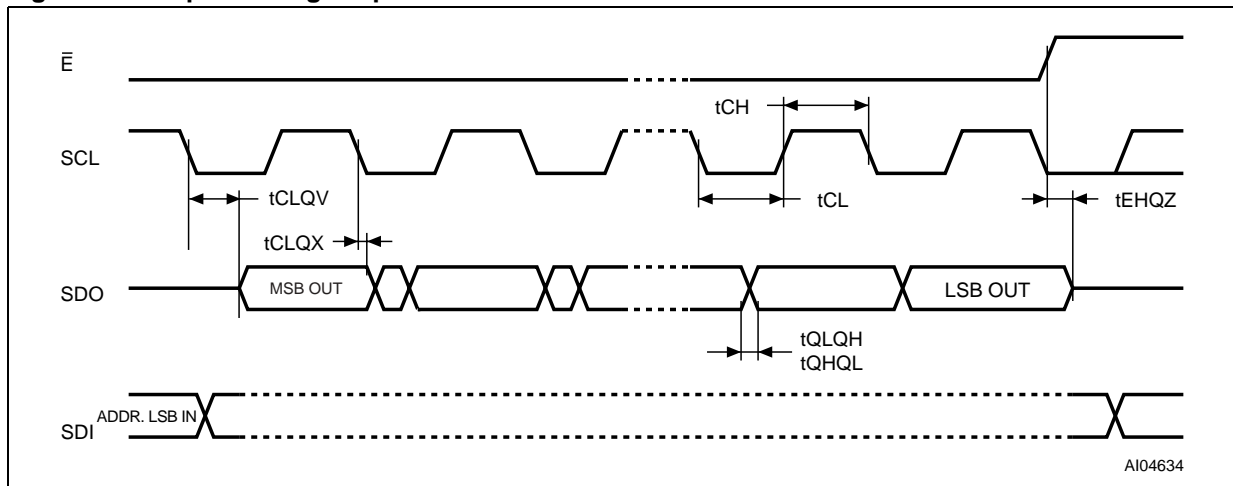 Ē
tCH
SCL
tCLQV
tCL
tEHQZ
tCLQX
SDO
MSB OUT
LSB OUT
tQLQH
tQHQL
SDI
ADDR. LSB IN
AI04634